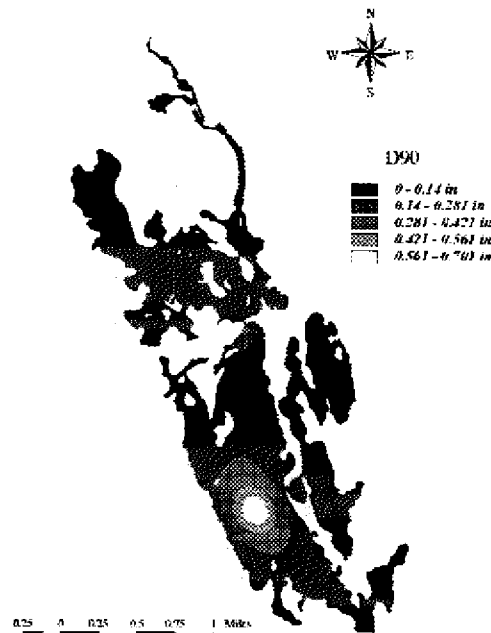 N
W E
S
D90
0 - 0.14 in
0.14 - 0.281 in
0.281 - 0.421 in
0.421 - 0.561 in
0.561 - 0.701 in
0.25 0 0.25 0.5 0.75 1 Miles